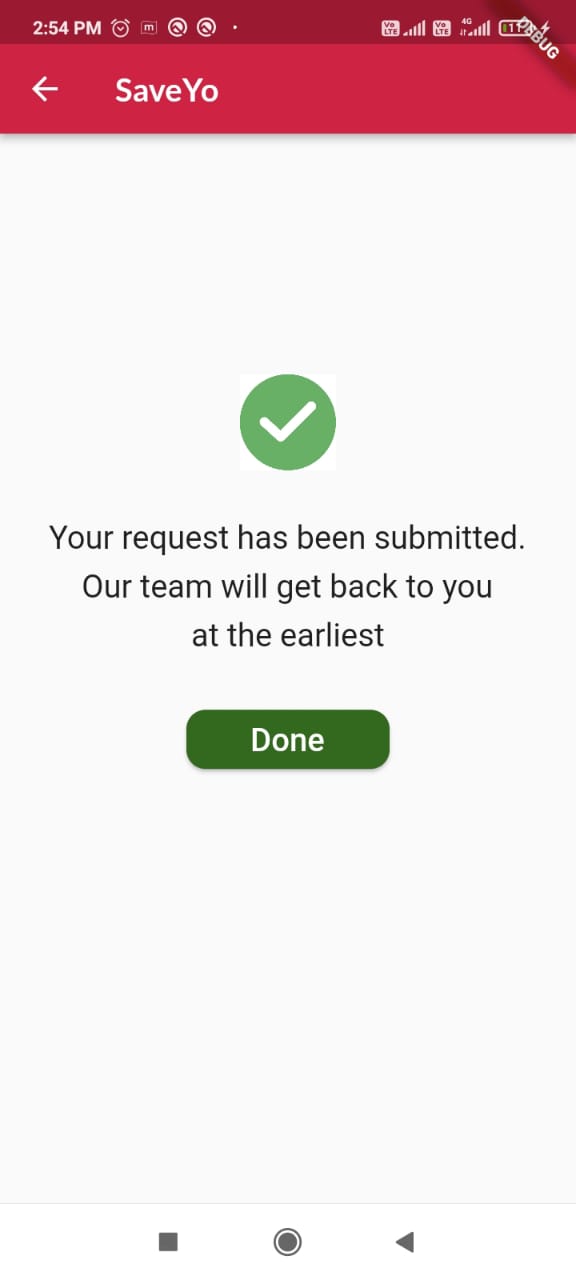 2:54 PM m Vo LTE Vo LTE 4G
DEBUG
SaveYo
Your request has been submitted.
Our team will get back to you
at the earliest
Done